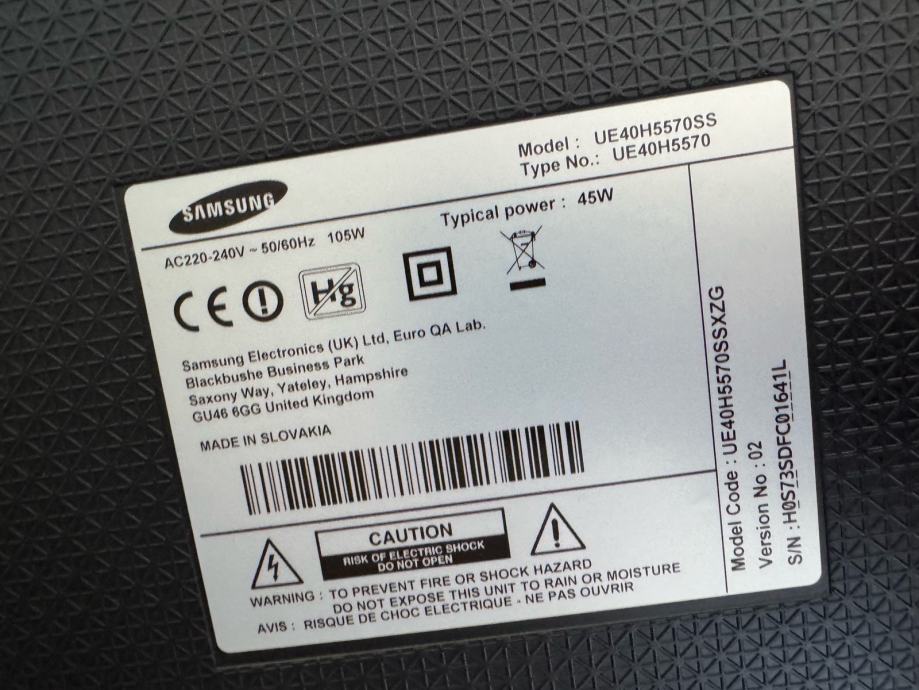 Model : UE40H5570SS
Type No.: UE40H5570
SAMSUNG
AC220-240V ~ 50/60Hz 105W
Typical power : 45W
CE
Hg
Samsung Electronics (UK) Ltd, Euro QA Lab.
Blackbushe Business Park
Saxony Way, Yateley, Hampshire
GU46 6GG United Kingdom
MADE IN SLOVAKIA
CAUTION
RISK OF ELECTRIC SHOCK
DO NOT OPEN
WARNING : TO PREVENT FIRE OR SHOCK HAZARD
DO NOT EXPOSE THIS UNIT TO RAIN OR MOISTURE
AVIS : RISQUE DE CHOC ELECTRIQUE - NE PAS OUVRIR
Model Code : UE40H5570SSXZG
Version No : 02
S/N : H0S73SDFC01641L